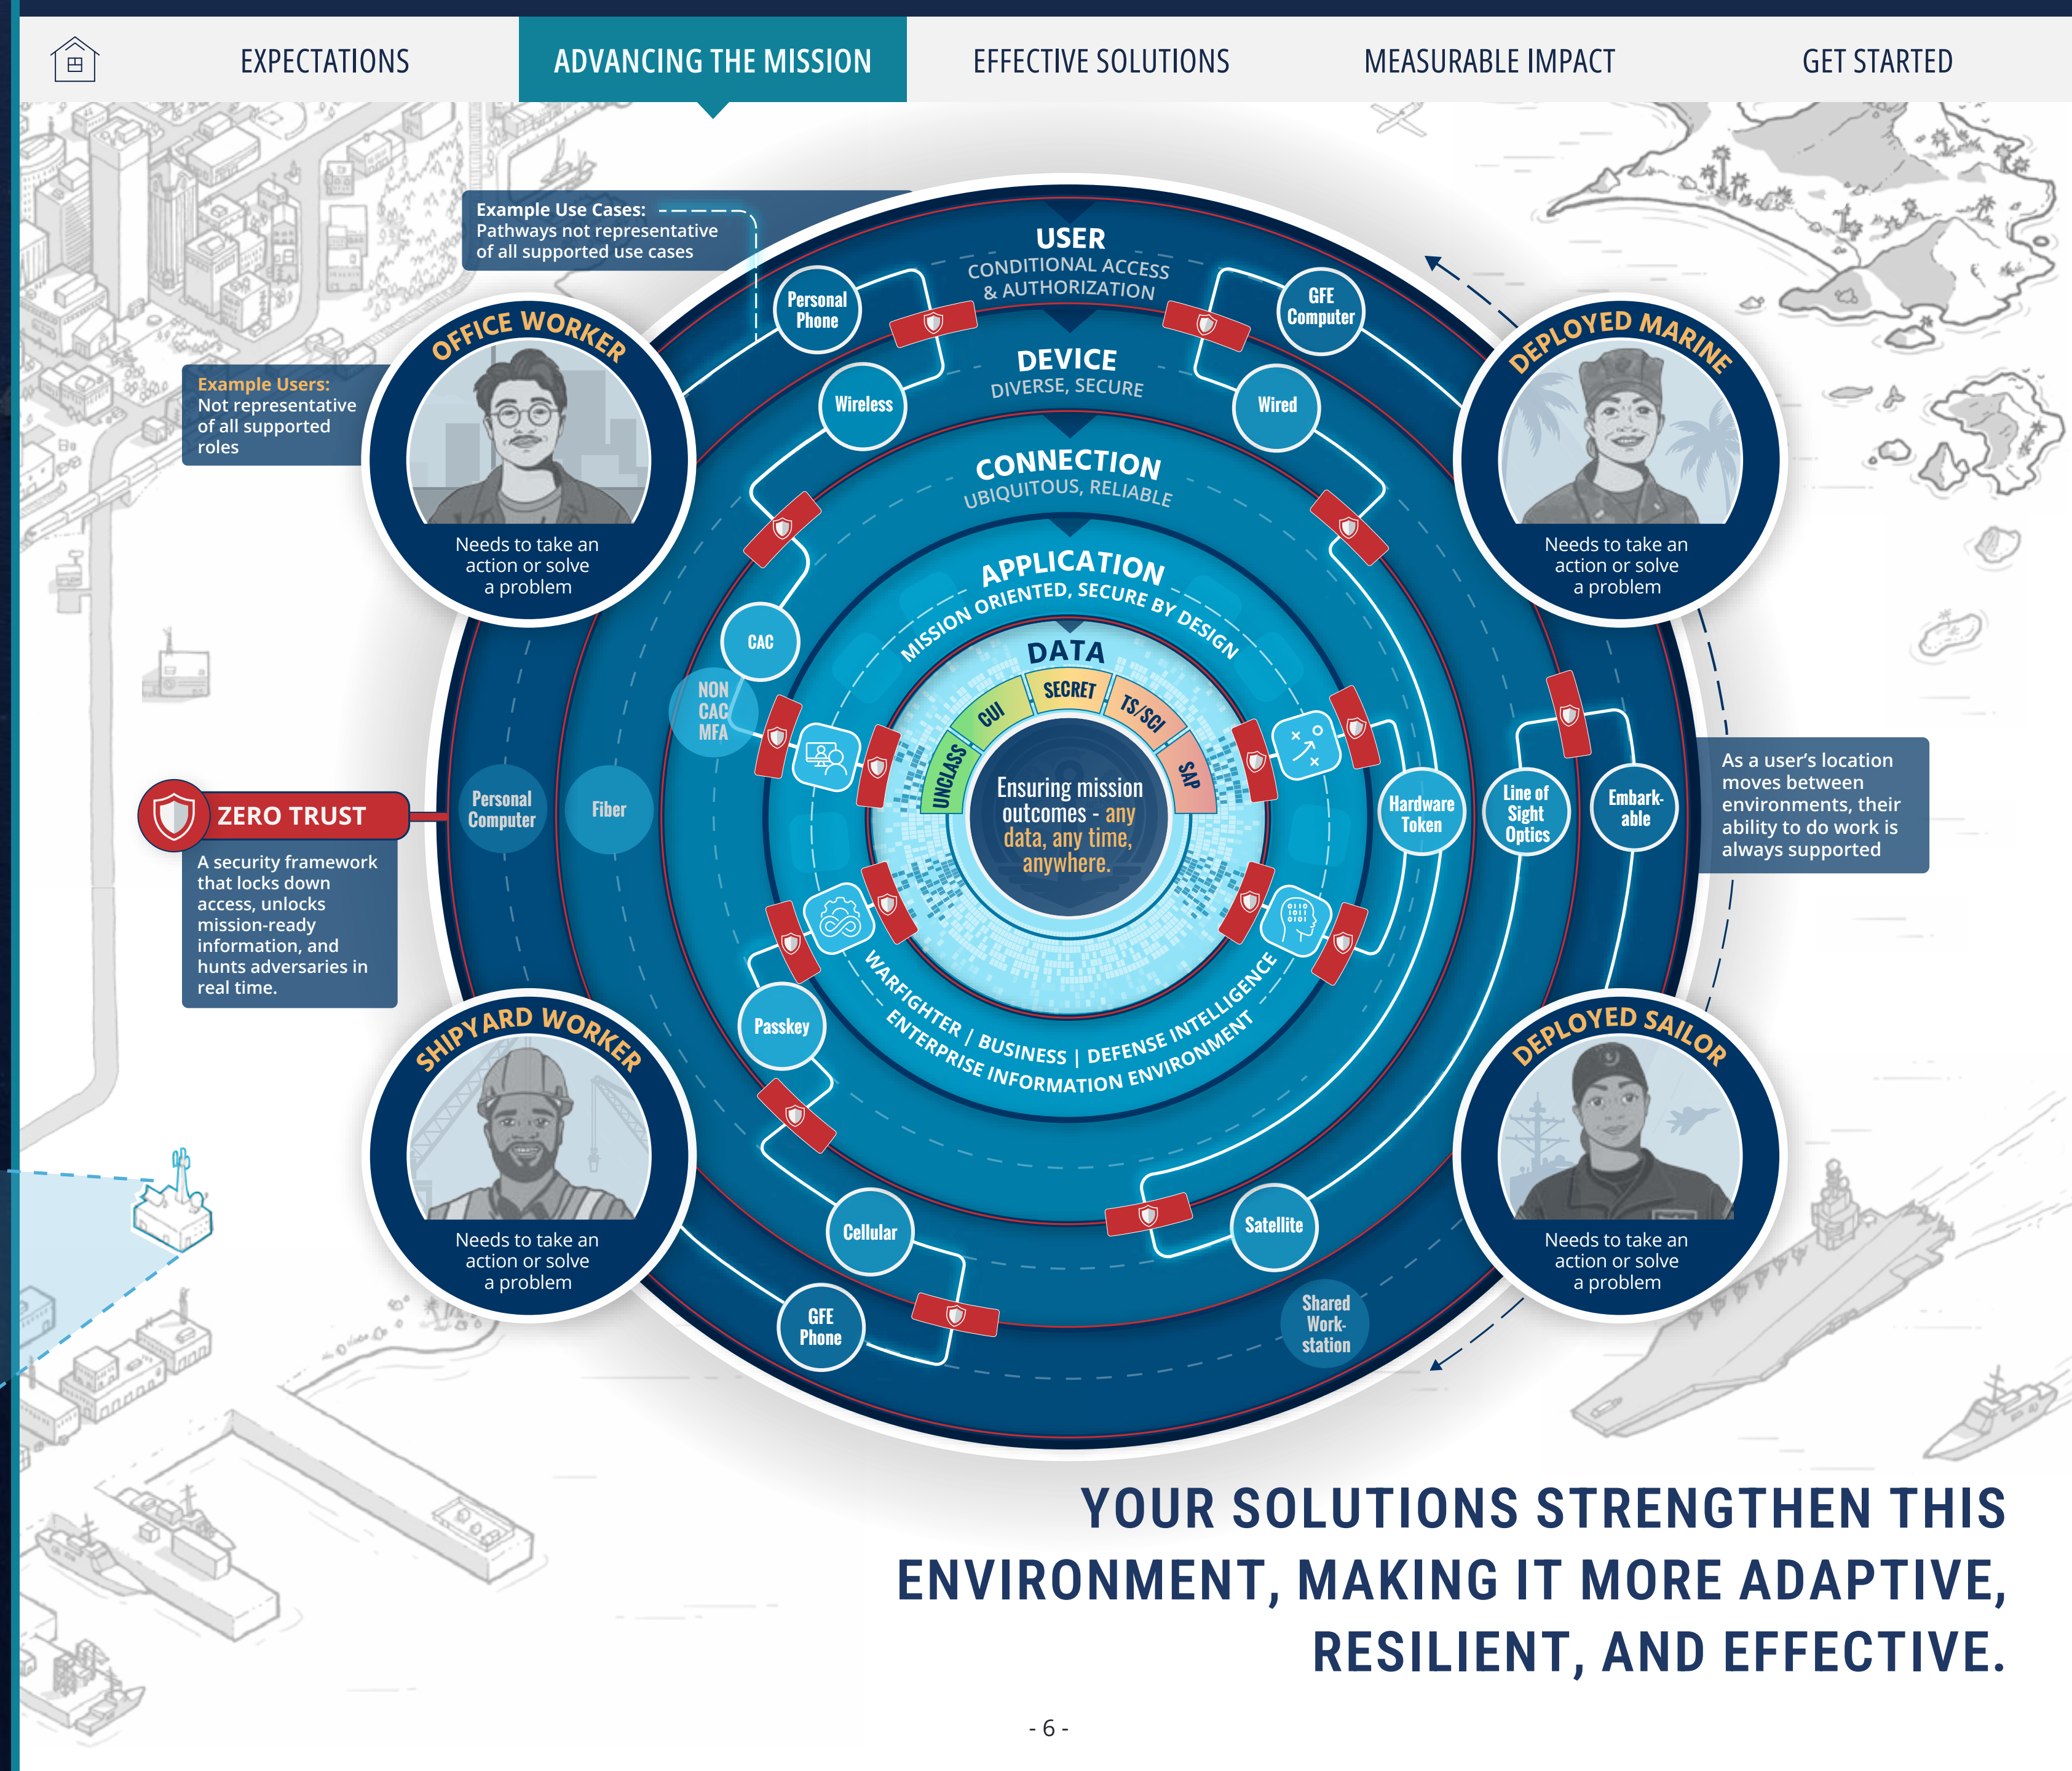 EXPECTATIONS
ADVANCING THE MISSION
EFFECTIVE SOLUTIONS
MEASURABLE IMPACT
GET STARTED
Example Use Cases:
Pathways not representative
of all supported use cases
Example Users:
Not representative
of all supported
roles
OFFICE WORKER
Needs to take an
action or solve
a problem
DEPLOYED MARINE
Needs to take an
action or solve
a problem
USER
CONDITIONAL ACCESS
& AUTHORIZATION
DEVICE
DIVERSE, SECURE
CONNECTION
UBIQUITOUS, RELIABLE
APPLICATION
MISSION ORIENTED, SECURE BY DESIGN
DATA
UNCLASS
CUI
SECRET
TS/SCI
SAP
Ensuring mission
outcomes - any
data, any time,
anywhere.
WARFIGHTER | BUSINESS | DEFENSE INTELLIGENCE
ENTERPRISE INFORMATION ENVIRONMENT
Personal
Phone
Wireless
CAC
NON
CAC
MFA
GFE
Computer
Wired
Personal
Computer
Fiber
Hardware
Token
Line of
Sight
Optics
Embark-
able
Passkey
Cellular
GFE
Phone
Satellite
Shared
Work-
station
0110
1011
0101
ZERO TRUST
A security framework
that locks down
access, unlocks
mission-ready
information, and
hunts adversaries in
real time.
As a user's location
moves between
environments, their
ability to do work is
always supported
SHIPYARD WORKER
Needs to take an
action or solve
a problem
DEPLOYED SAILOR
Needs to take an
action or solve
a problem
YOUR SOLUTIONS STRENGTHEN THIS
ENVIRONMENT, MAKING IT MORE ADAPTIVE,
RESILIENT, AND EFFECTIVE.
- 6 -